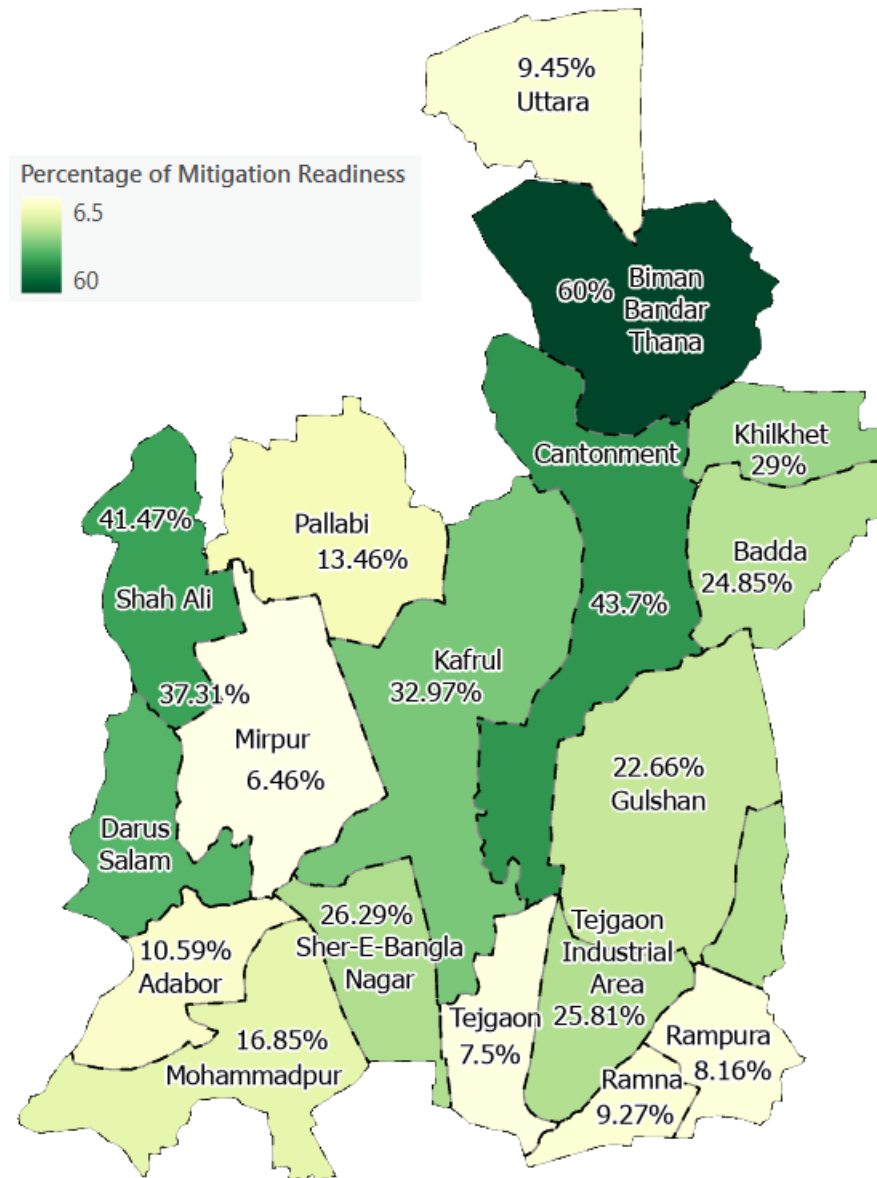 9.45%
Uttara
Percentage of Mitigation Readiness
6.5
60
60%
Biman
Bandar
Thana
Cantonment
Khilkhet
29%
41.47%
Pallabi
13.46%
Badda
24.85%
Shah Ali
43.7%
Kafrul
32.97%
37.31%
Mirpur
6.46%
22.66%
Gulshan
Darus
Salam
26.29%
Sher-E-Bangla
Nagar
Tejgaon
Industrial
Area
25.81%
10.59%
Adabor
Tejgaon
7.5%
16.85%
Mohammadpur
Rampura
8.16%
Ramna
9.27%